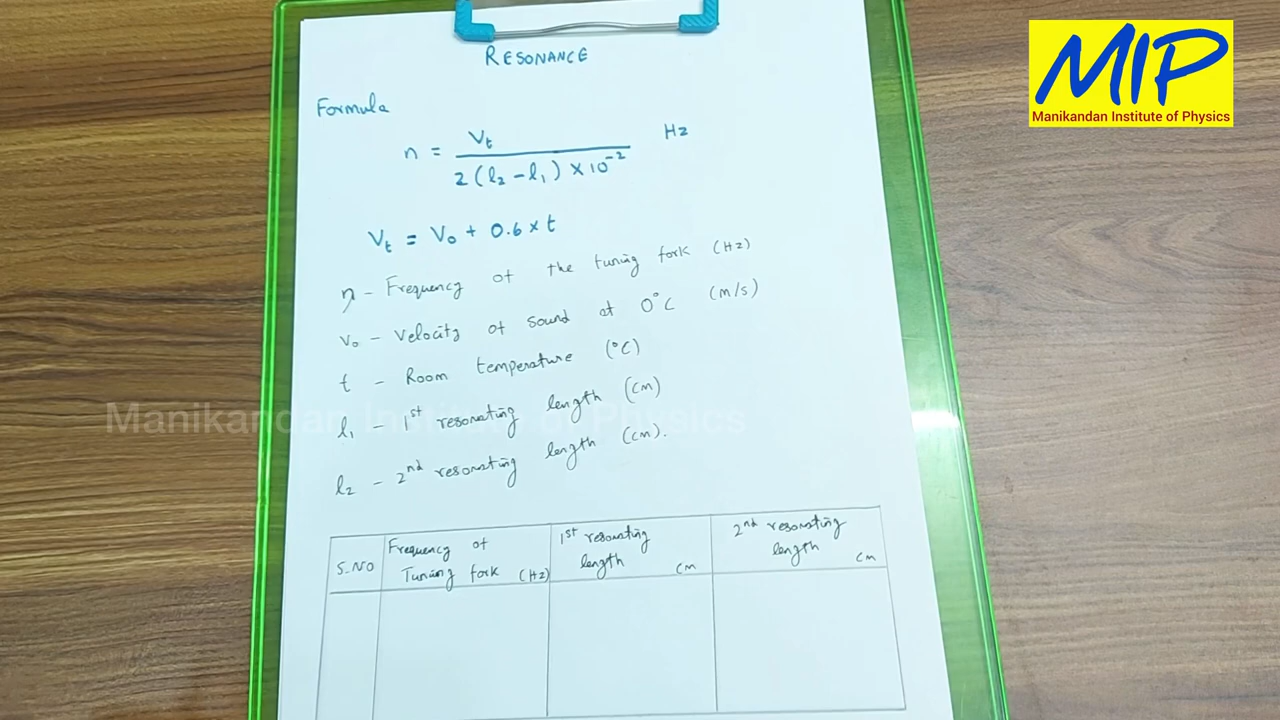 RESONANCE
MIP
Manikandan Institute of Physics
Formula
n = Vt / 2 (l2 - l1) × 10^-2 Hz
Vt = V0 + 0.6 × t
n - Frequency of the tuning fork (Hz)
V0 - Velocity of sound at 0°C (m/s)
t - Room temperature (°C)
Manikandan Institute of Physics
l1 - 1st resonating length (cm)
l2 - 2nd resonating length (cm).
S.NO
Frequency of
Tuning fork (Hz)
1st resonating
length cm
2nd resonating
length cm